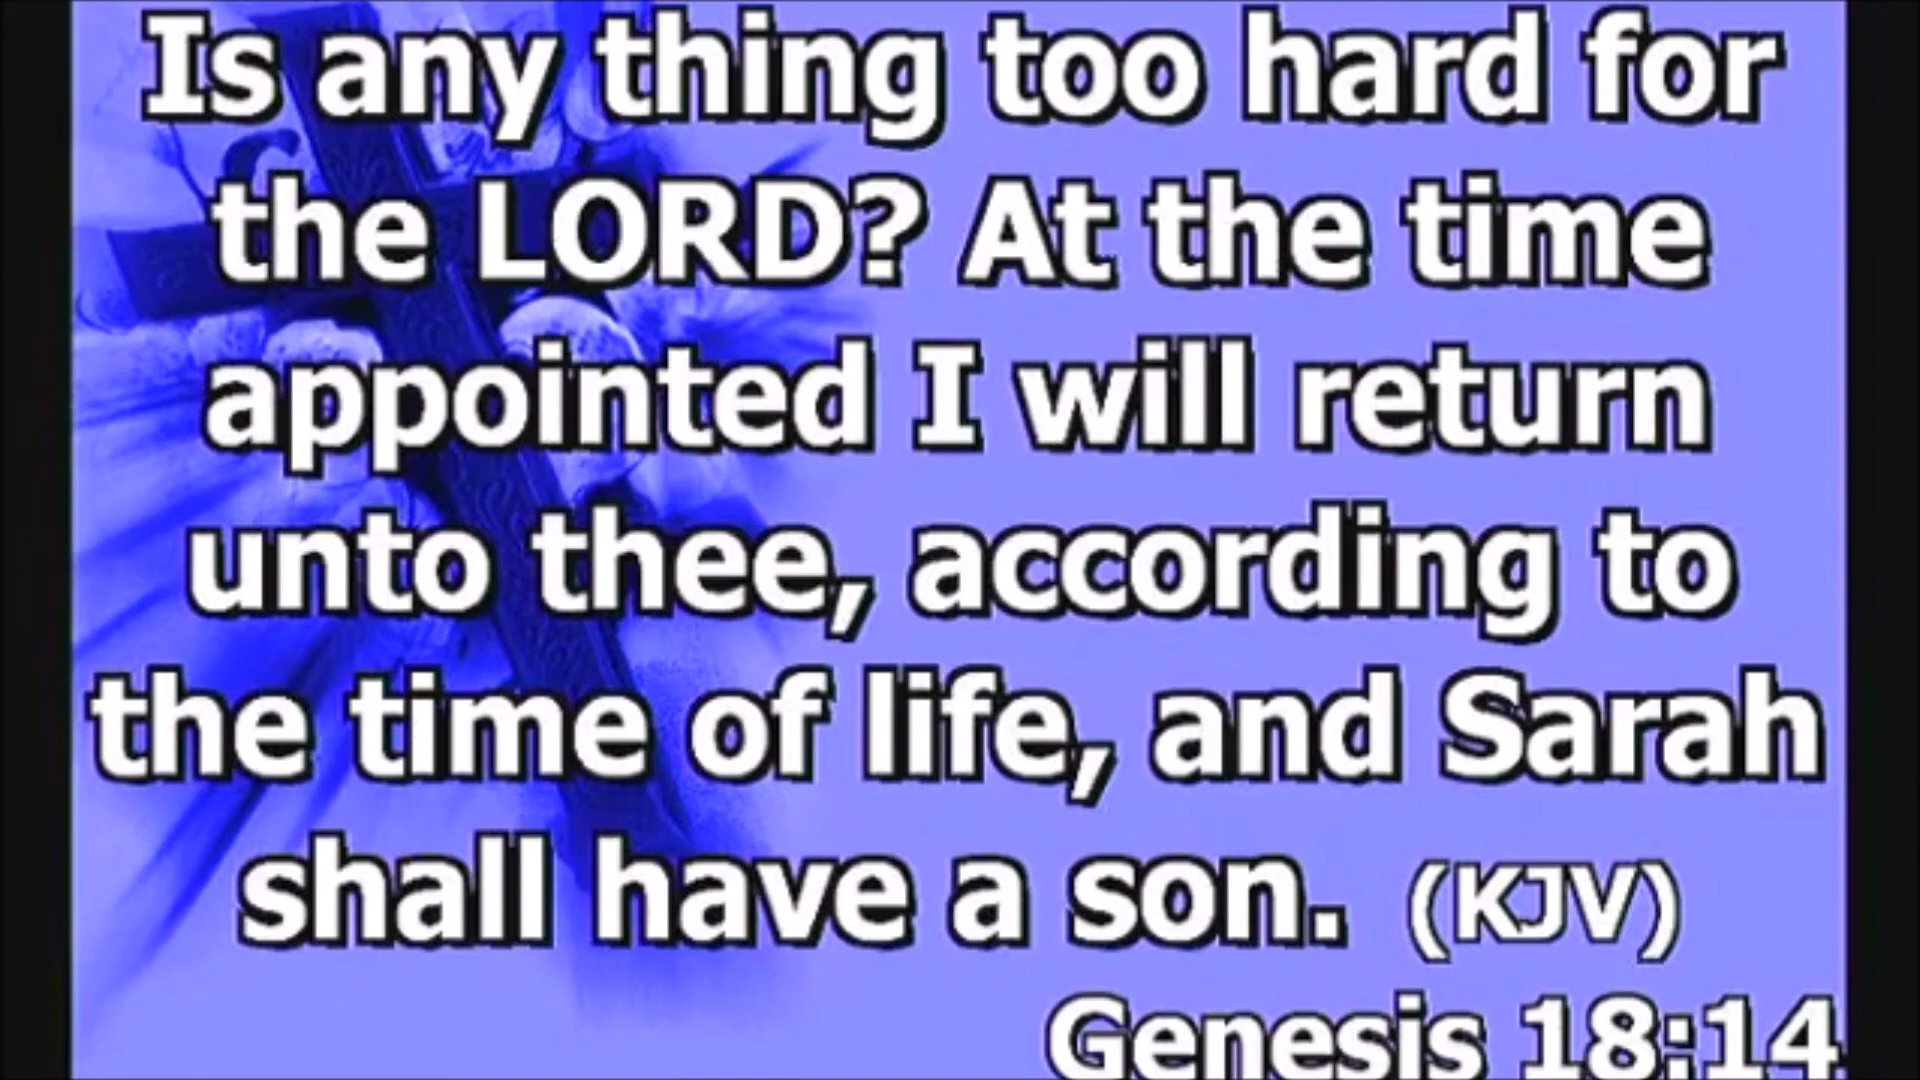 Is any thing too hard for
the LORD? At the time
appointed I will return
unto thee, according to
the time of life, and Sarah
shall have a son. (KJV)
Genesis 18:14